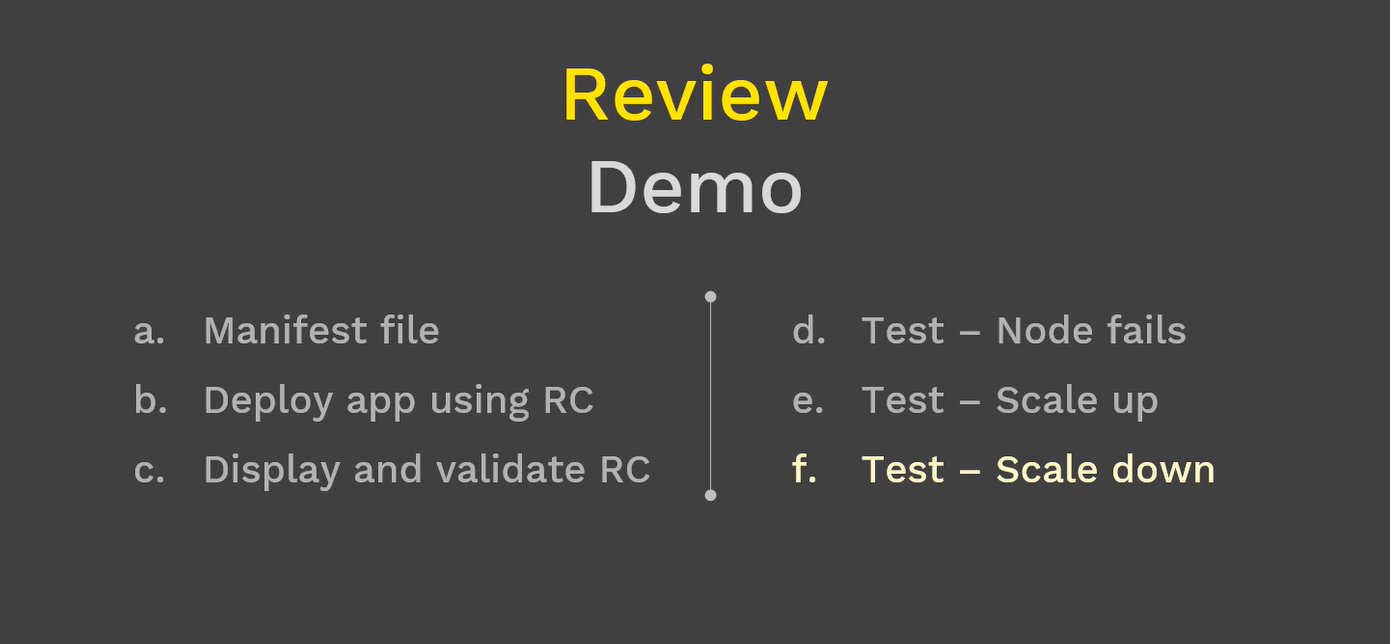 Review
Demo
a. Manifest file
b. Deploy app using RC
c. Display and validate RC
d. Test – Node fails
e. Test – Scale up
f. Test – Scale down